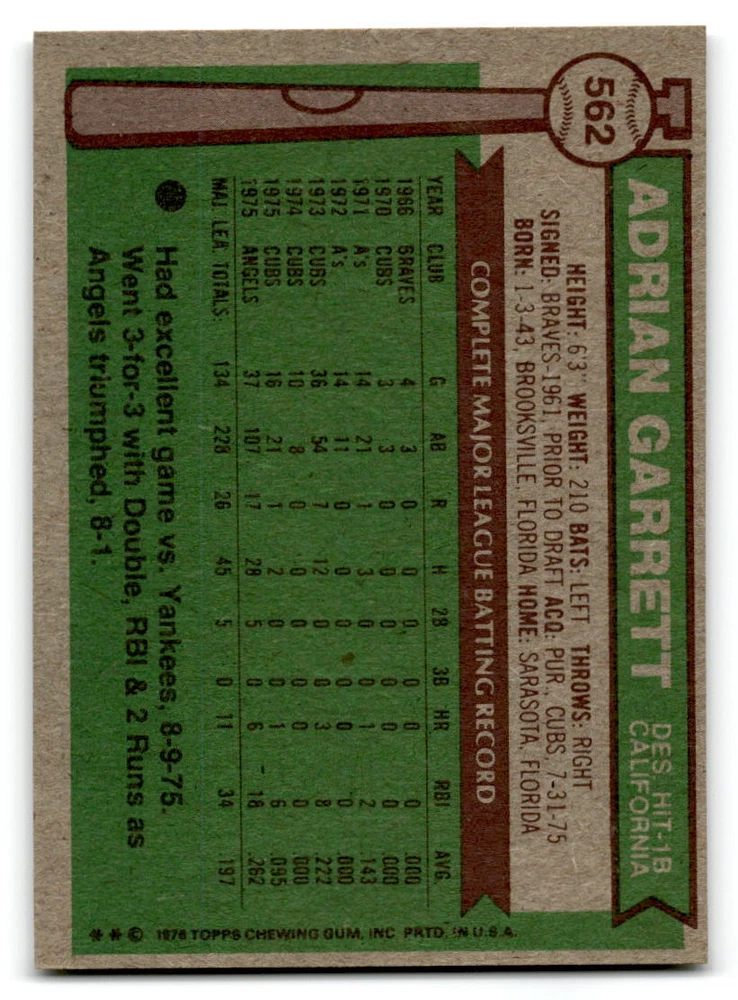 562
ADRIAN GARRETT
DES. HIT-1B
CALIFORNIA
HEIGHT: 6'3" WEIGHT: 210 BATS: LEFT THROWS: RIGHT
SIGNED: BRAVES-1961, PRIOR TO DRAFT ACQ: PUR., CUBS, 7-31-75
BORN: 1-3-43, BROOKSVILLE, FLORIDA HOME: SARASOTA, FLORIDA
COMPLETE MAJOR LEAGUE BATTING RECORD
YEAR CLUB G AB R H 2B 3B HR RBI AVG.
1966 BRAVES 4 3 0 0 0 0 0 0 .000
1970 CUBS 3 3 0 0 0 0 0 0 .000
1971 A's 14 21 1 3 0 0 1 2 .143
1972 A's 14 11 0 0 0 0 0 0 .000
1973 CUBS 36 54 7 12 0 0 3 8 .222
1974 CUBS 10 8 0 0 0 0 0 0 .000
1975 CUBS 16 21 1 2 0 0 1 6 .095
1975 ANGELS 37 107 17 28 5 0 6 18 .262
MAJ. LEA. TOTALS: 134 228 26 45 5 0 11 34 .197
Had excellent game vs. Yankees, 8-9-75.
Went 3-for-3 with Double, RBI & 2 Runs as
Angels triumphed, 8-1.
** © 1976 TOPPS CHEWING GUM, INC. PRTD. IN U.S.A.